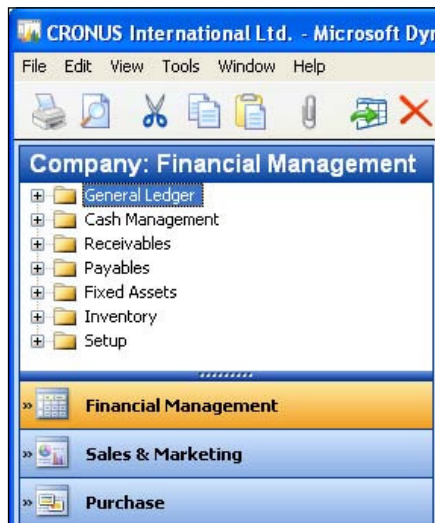 CRONUS International Ltd. - Microsoft Dyr
File Edit View Tools Window Help
Company: Financial Management
General Ledger
Cash Management
Receivables
Payables
Fixed Assets
Inventory
Setup
Financial Management
Sales & Marketing
Purchase